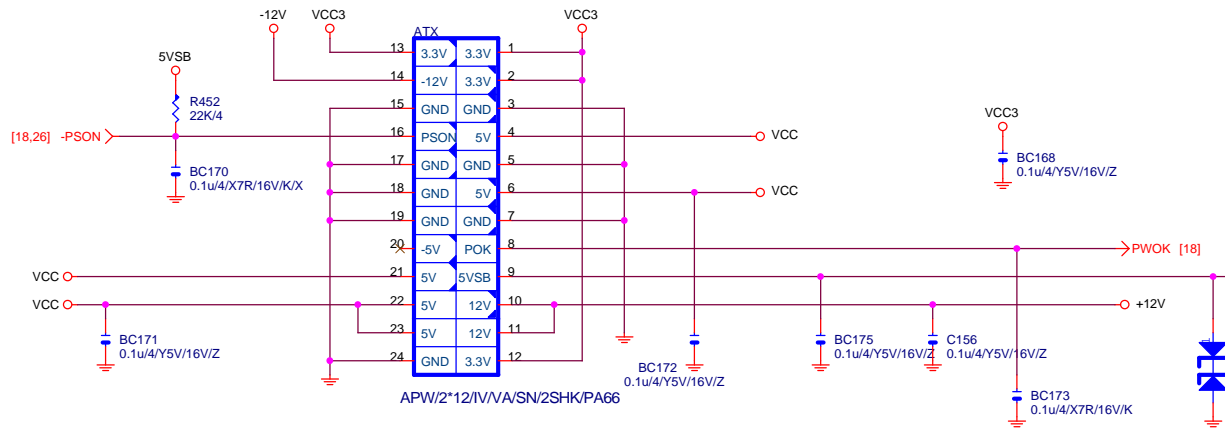 -12V
VCC3
VCC3
ATX
13 3.3V 3.3V 1
5VSB
14 -12V 3.3V 2
R452
22K/4
15 GND GND 3
VCC3
[18,26] -PSON
16 PSON 5V 4
VCC
17 GND GND 5
BC168
0.1u/4/Y5V/16V/Z
BC170
0.1u/4/X7R/16V/K/X
18 GND 5V 6
VCC
19 GND GND 7
20 -5V POK 8
PWOK [18]
VCC
21 5V 5VSB 9
VCC
22 5V 12V 10
+12V
23 5V 12V 11
BC171
0.1u/4/Y5V/16V/Z
BC175
0.1u/4/Y5V/16V/Z
C156
0.1u/4/Y5V/16V/Z
24 GND 3.3V 12
BC172
0.1u/4/Y5V/16V/Z
APW/2*12/IV/VA/SN/2SHK/PA66
BC173
0.1u/4/X7R/16V/K